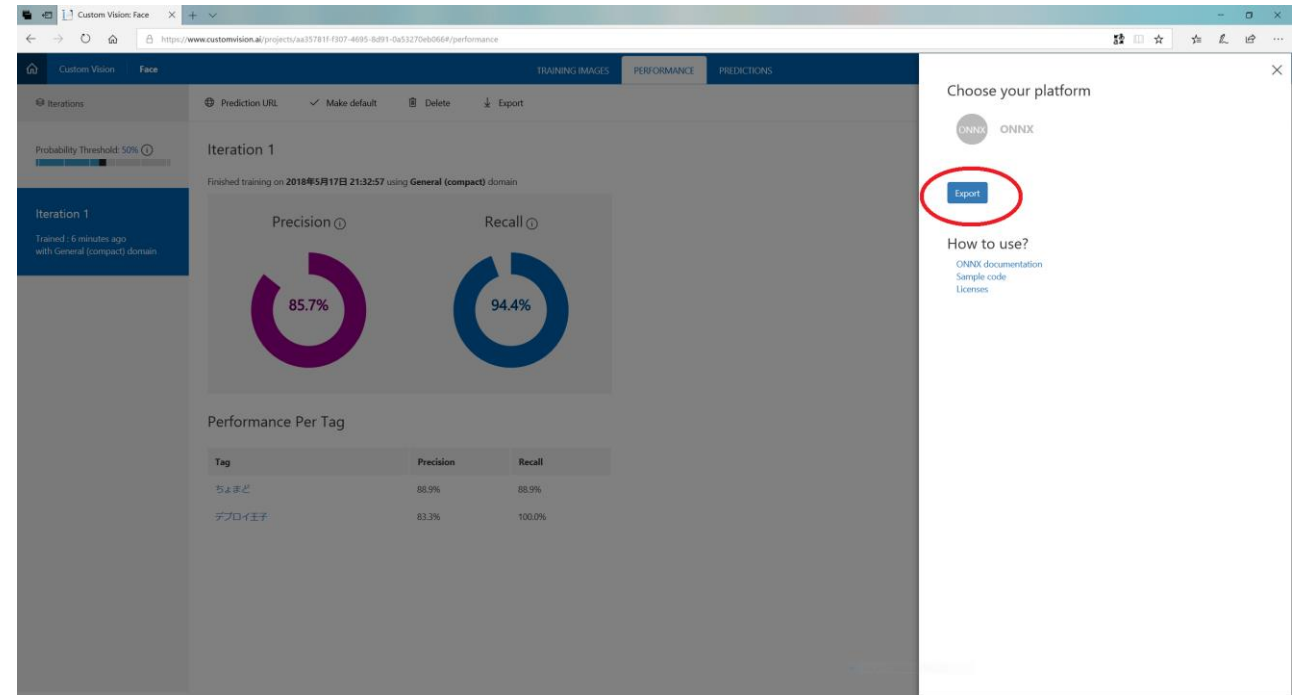 Custom Vision: Face
https://www.customvision.ai/projects/aa35781f-f307-4695-8d91-0a53270eb066#/performance
Custom Vision Face TRAINING IMAGES PERFORMANCE PREDICTIONS
Iterations
Prediction URL Make default Delete Export
Probability Threshold: 50%
Iteration 1
Trained : 6 minutes ago
with General (compact) domain
Iteration 1
Finished training on 2018年5月17日 21:32:57 using General (compact) domain
Precision Recall
85.7% 94.4%
Performance Per Tag
Tag Precision Recall
ちょまど 88.9% 88.9%
デプロイ王子 83.3% 100.0%
Choose your platform
ONNX ONNX
Export
How to use?
ONNX documentation
Sample code
Licenses